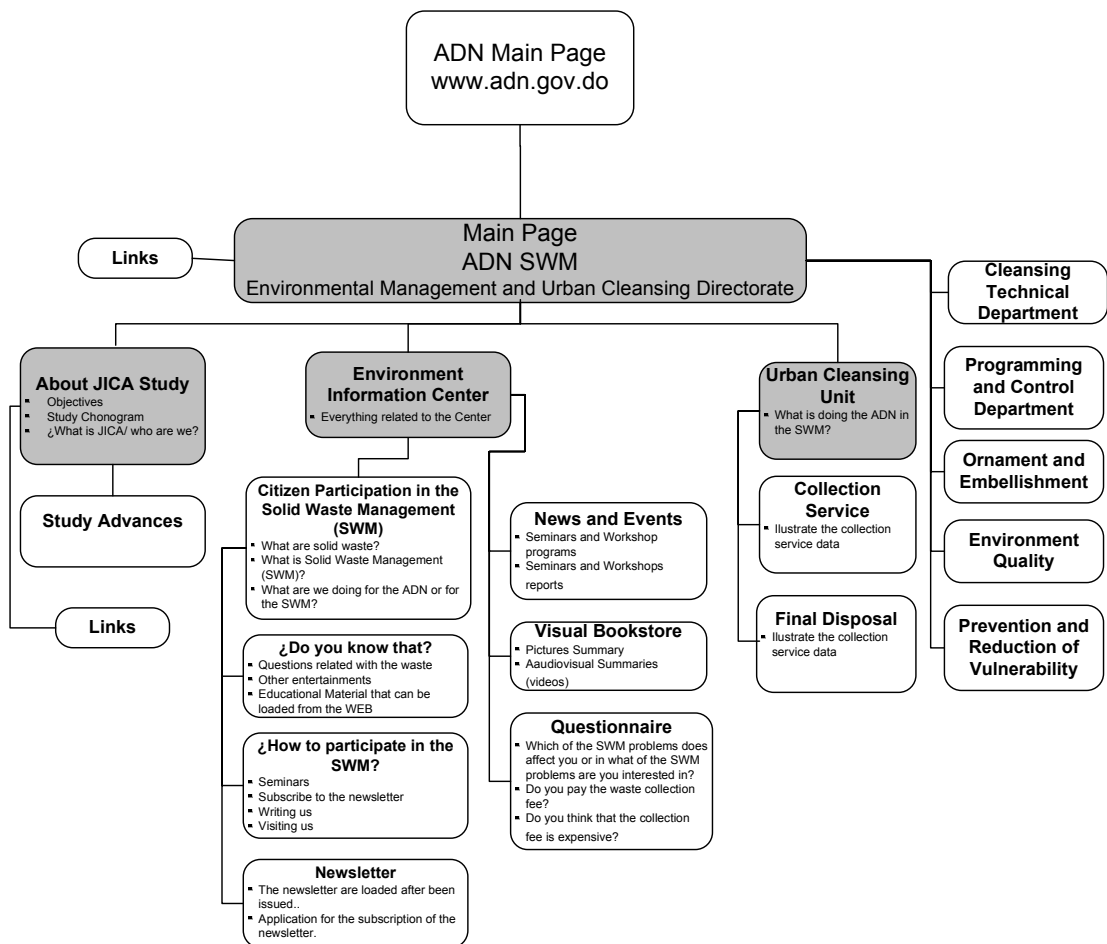 ADN Main Page
www.adn.gov.do
Links
Main Page
ADN SWM
Environmental Management and Urban Cleansing Directorate
About JICA Study
▪ Objectives
▪ Study Chonogram
▪ ¿What is JICA/ who are we?
Study Advances
Links
Environment
Information Center
▪ Everything related to the Center
Citizen Participation in the
Solid Waste Management
(SWM)
▪ What are solid waste?
▪ What is Solid Waste Management
(SWM)?
▪ What are we doing for the ADN or for
the SWM?
¿Do you know that?
▪ Questions related with the waste
▪ Other entertainments
▪ Educational Material that can be
loaded from the WEB
¿How to participate in the
SWM?
▪ Seminars
▪ Subscribe to the newsletter
▪ Writing us
▪ Visiting us
Newsletter
▪ The newsletter are loaded after been
issued..
▪ Application for the subscription of the
newsletter.
News and Events
▪ Seminars and Workshop
programs
▪ Seminars and Workshops
reports
Visual Bookstore
▪ Pictures Summary
▪ Aaudiovisual Summaries
(videos)
Questionnaire
▪ Which of the SWM problems does
affect you or in what of the SWM
problems are you interested in?
▪ Do you pay the waste collection
fee?
▪ Do you think that the collection
fee is expensive?
Urban Cleansing
Unit
▪ What is doing the ADN in
the SWM?
Collection
Service
▪ Ilustrate the collection
service data
Final Disposal
▪ Ilustrate the collection
service data
Cleansing
Technical
Department
Programming
and Control
Department
Ornament and
Embellishment
Environment
Quality
Prevention and
Reduction of
Vulnerability